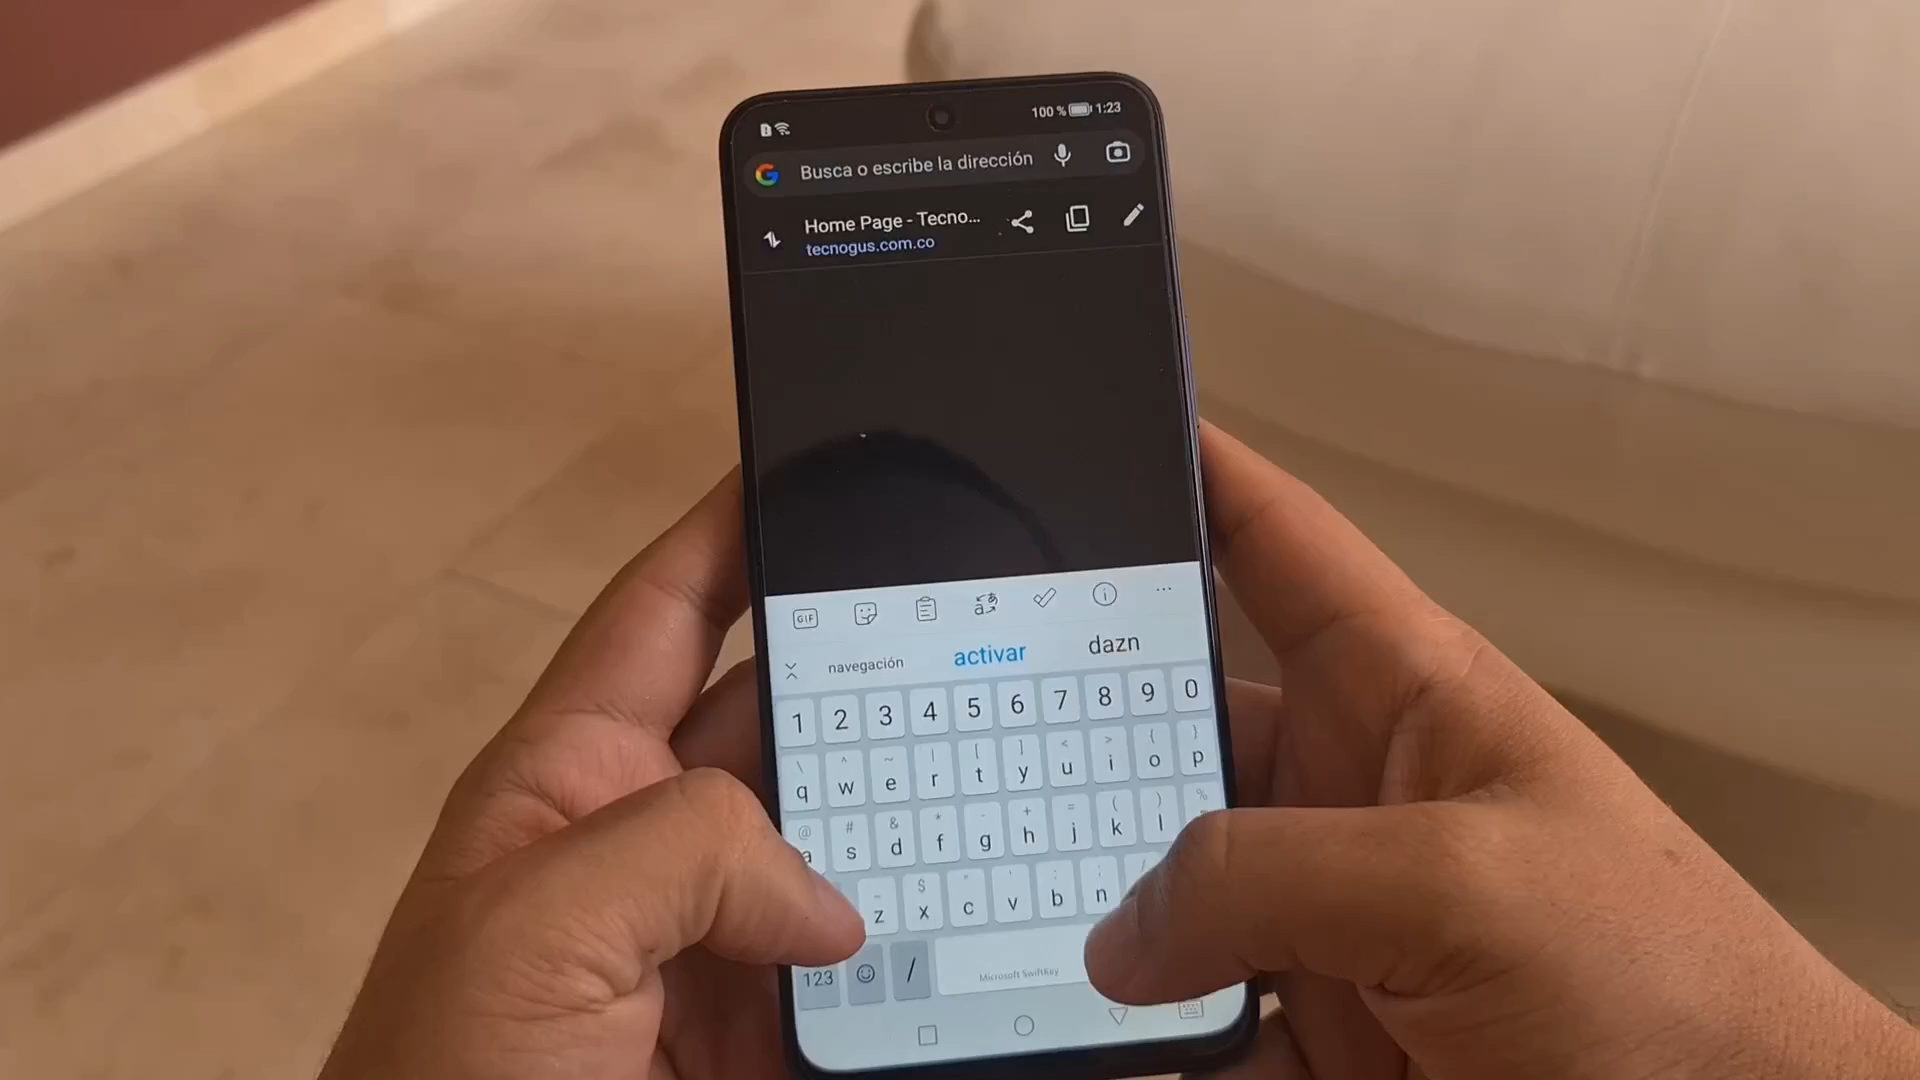 100 % 1:23
Busca o escribe la dirección
Home Page - Tecno...
tecnogus.com.co
GIF
navegación activar dazn
1 2 3 4 5 6 7 8 9 0
\ ^ ~ | [ ] < > { }
q w e r t y u i o p
@ # & * - + = ( ) %
a s d f g h j k l
z x c v b n
123 / Microsoft SwiftKey